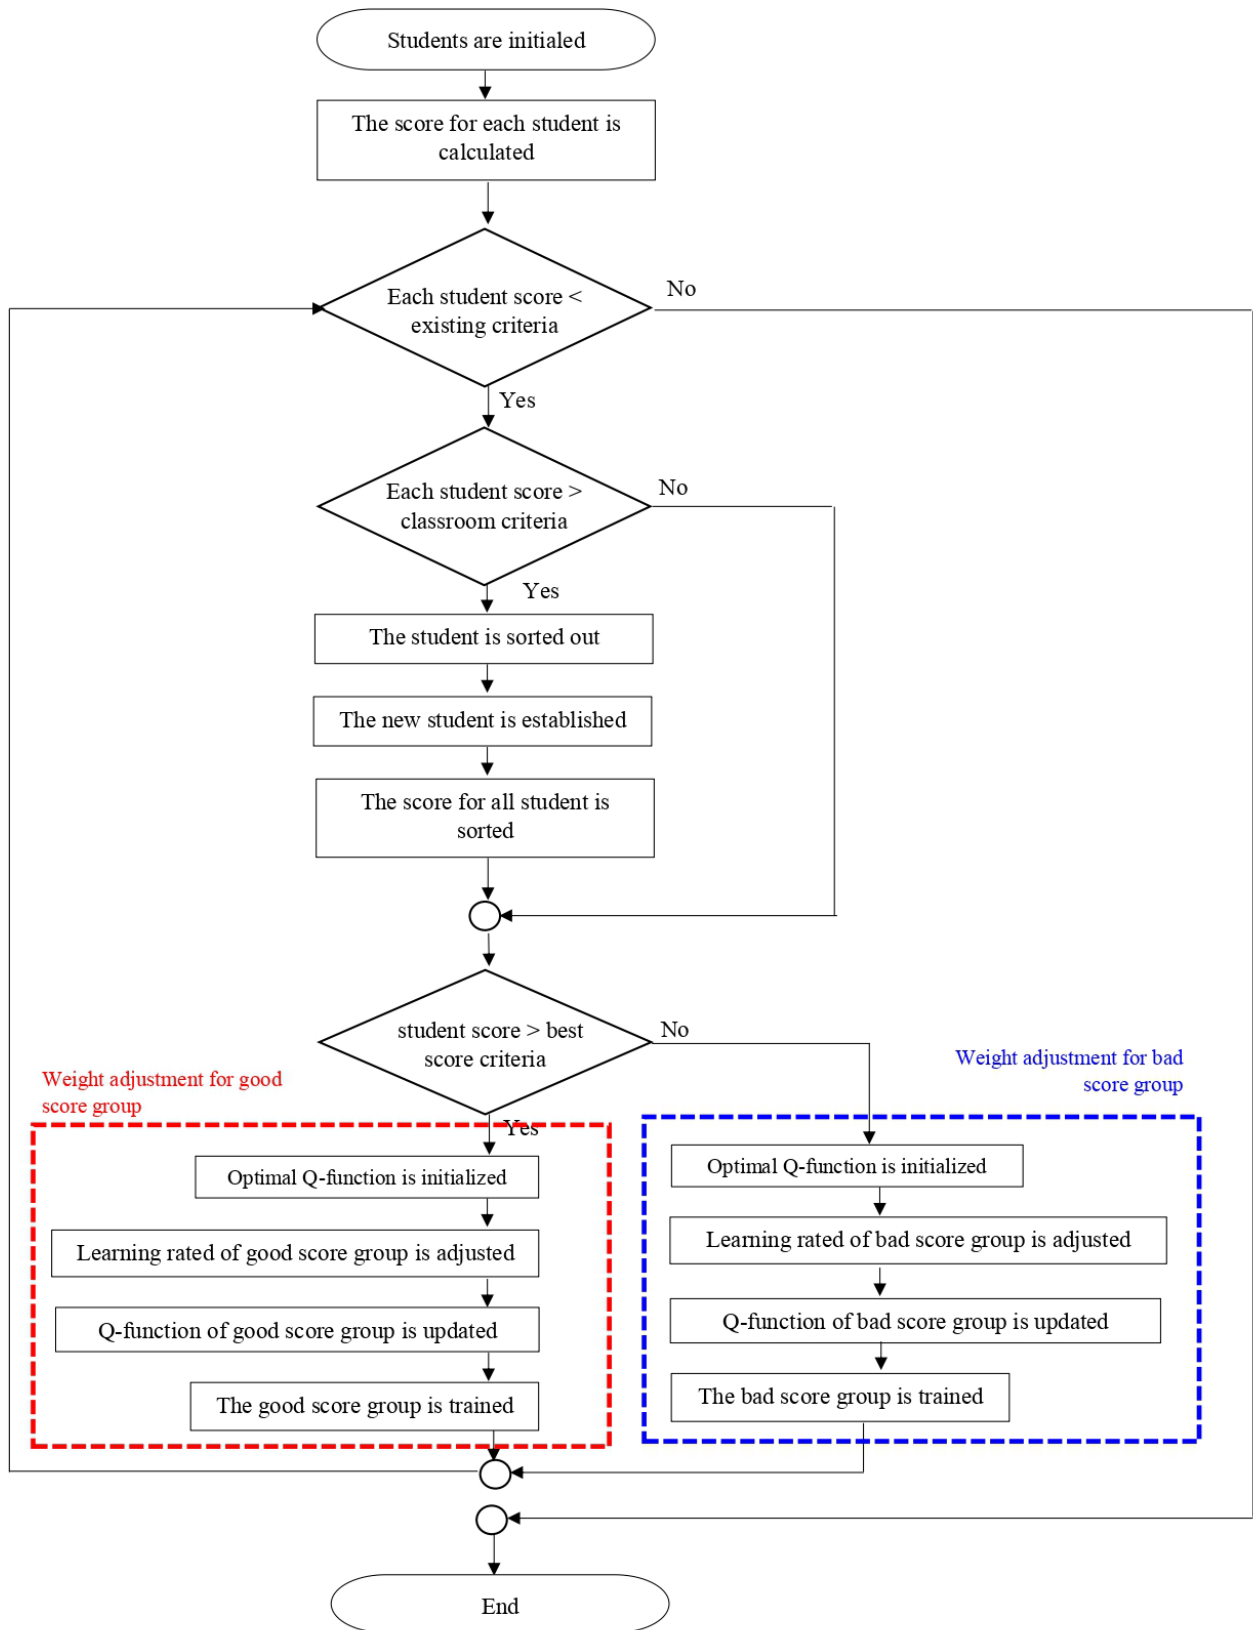 Students are initialed
The score for each student is
calculated
Each student score <
existing criteria
No
Yes
Each student score >
classroom criteria
No
Yes
The student is sorted out
The new student is established
The score for all student is
sorted
student score > best
score criteria
No
Yes
Weight adjustment for good
score group
Optimal Q-function is initialized
Learning rated of good score group is adjusted
Q-function of good score group is updated
The good score group is trained
Weight adjustment for bad
score group
Optimal Q-function is initialized
Learning rated of bad score group is adjusted
Q-function of bad score group is updated
The bad score group is trained
End